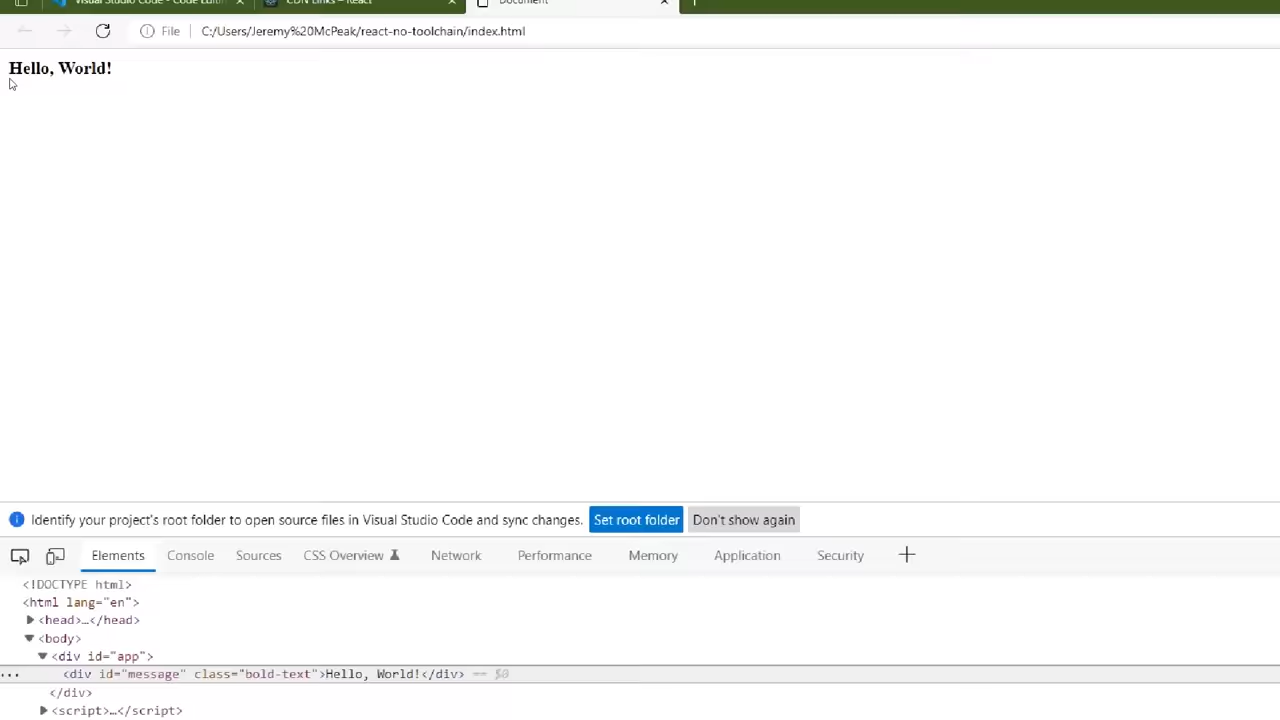 Visual Studio Code - Code Editin
CDN Links – React
Document
File
C:/Users/Jeremy%20McPeak/react-no-toolchain/index.html
Hello, World!
Identify your project's root folder to open source files in Visual Studio Code and sync changes. Set root folder Don't show again
Elements Console Sources CSS Overview Network Performance Memory Application Security
<!DOCTYPE html>
<html lang="en">
<head>…</head>
<body>
<div id="app">
<div id="message" class="bold-text">Hello, World!</div> == $0
</div>
<script>…</script>